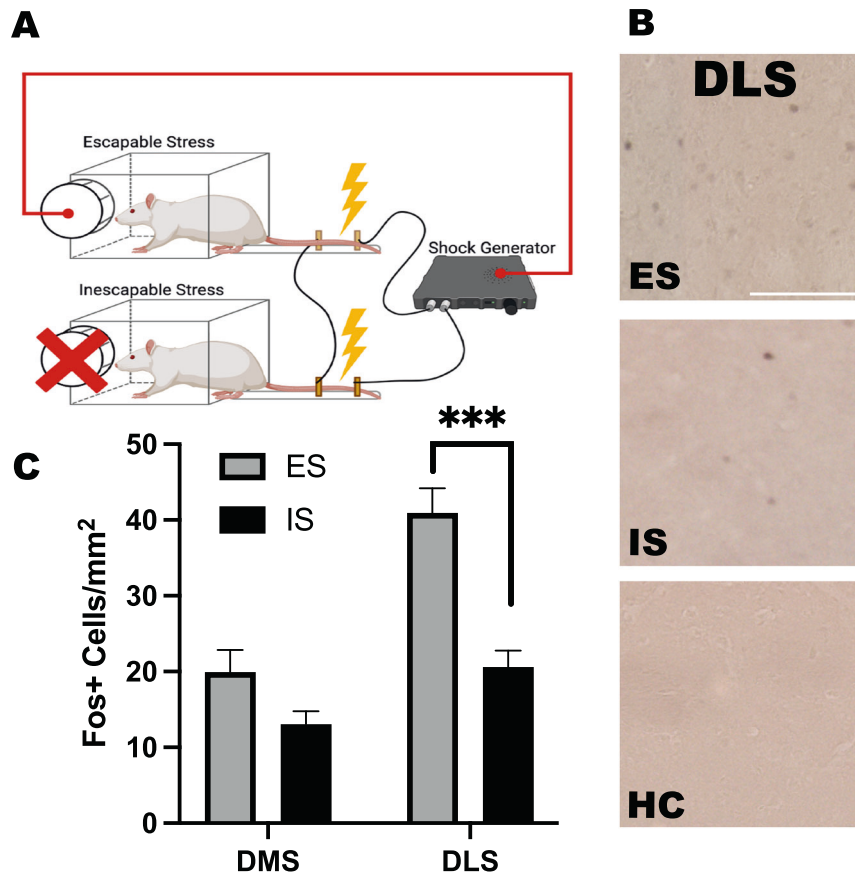 A
Escapable Stress
Shock Generator
Inescapable Stress
B
DLS
ES
IS
HC
C
***
ES
IS
Fos+ Cells/mm²
50
40
30
20
10
0
DMS
DLS